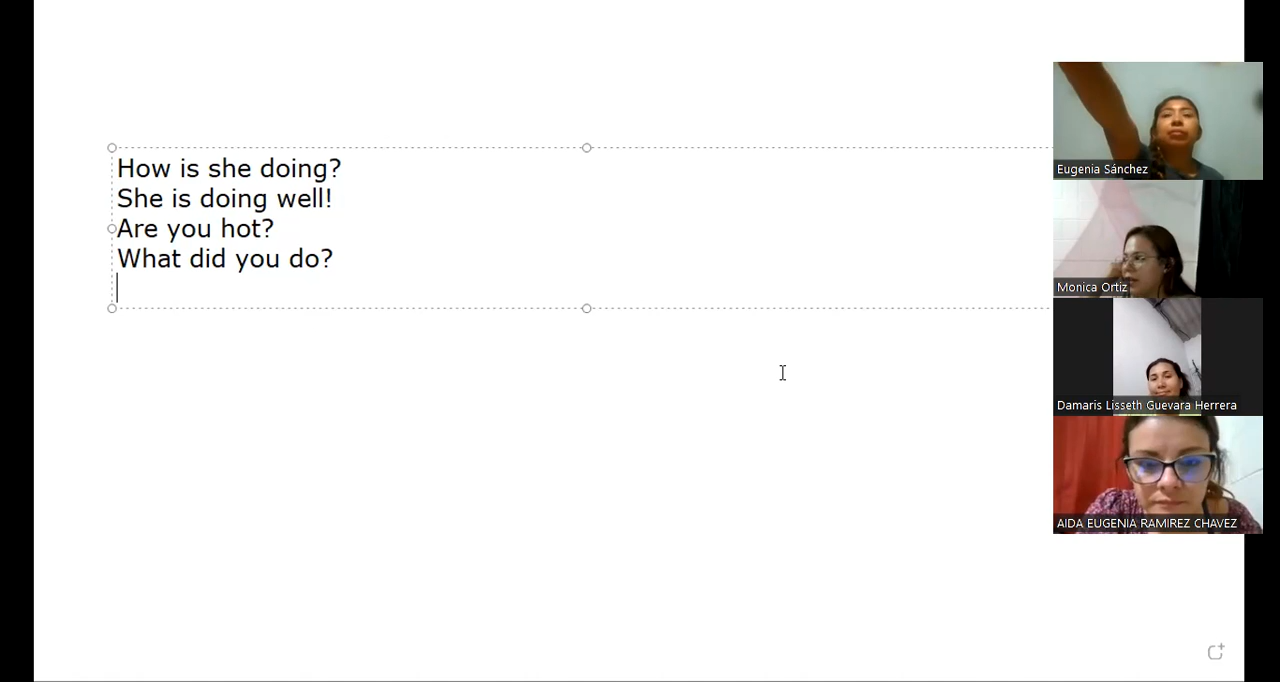 How is she doing?
She is doing well!
Are you hot?
What did you do?
Eugenia Sánchez
Monica Ortiz
Damaris Lisseth Guevara Herrera
AIDA EUGENIA RAMIREZ CHAVEZ